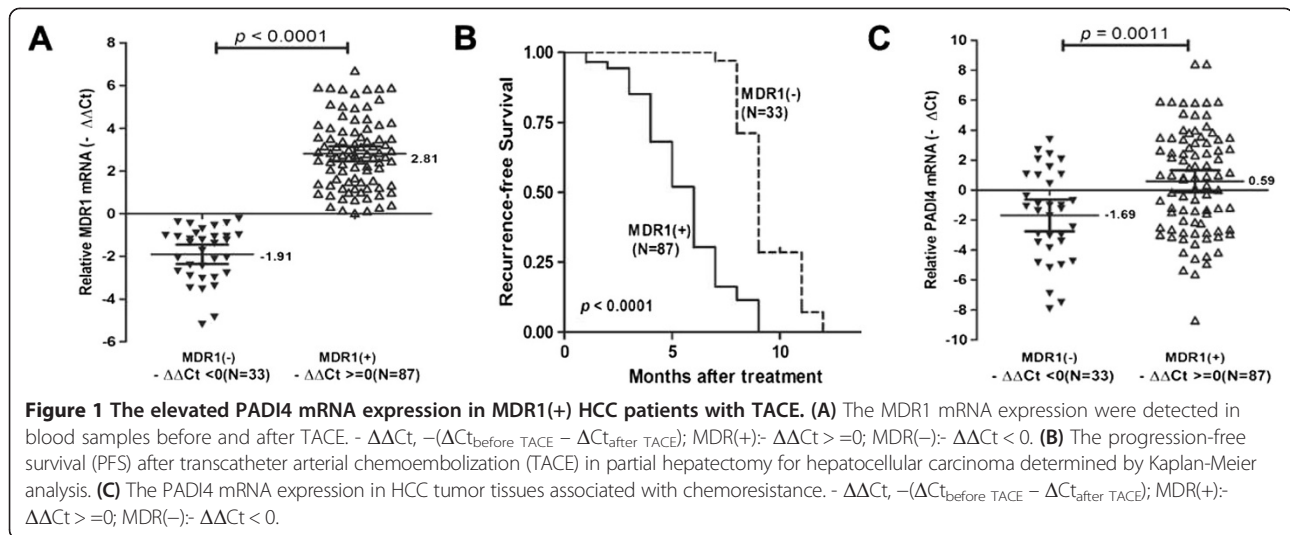 A
p < 0.0001
Relative MDR1 mRNA (- ΔΔCt)
8
6
4
2
0
-2
-4
-6
2.81
-1.91
MDR1(-)
- ΔΔCt <0(N=33)
MDR1(+)
- ΔΔCt >=0(N=87)
B
Recurrence-free Survival
1.00
0.75
0.50
0.25
0.00
MDR1(-)
(N=33)
MDR1(+)
(N=87)
p < 0.0001
0
5
10
Months after treatment
C
p = 0.0011
Relative PADI4 mRNA (- ΔCt)
10
8
6
4
2
0
-2
-4
-6
-8
-10
0.59
-1.69
MDR1(-)
- ΔΔCt <0(N=33)
MDR1(+)
- ΔΔCt >=0(N=87)
Figure 1 The elevated PADI4 mRNA expression in MDR1(+) HCC patients with TACE. (A) The MDR1 mRNA expression were detected in
blood samples before and after TACE. - ΔΔCt, −(ΔCtbefore TACE − ΔCtafter TACE); MDR(+):- ΔΔCt > =0; MDR(−):- ΔΔCt < 0. (B) The progression-free
survival (PFS) after transcatheter arterial chemoembolization (TACE) in partial hepatectomy for hepatocellular carcinoma determined by Kaplan-Meier
analysis. (C) The PADI4 mRNA expression in HCC tumor tissues associated with chemoresistance. - ΔΔCt, −(ΔCtbefore TACE − ΔCtafter TACE); MDR(+):-
ΔΔCt > =0; MDR(−):- ΔΔCt < 0.